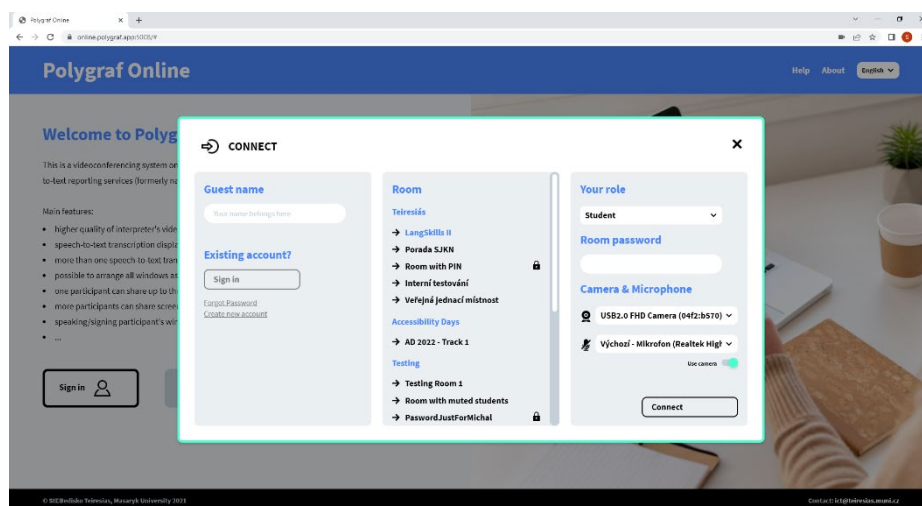 Polygraf Online
online.polygraf.app:5001/#
Polygraf Online
Help About English
Welcome to Polyg
This is a videoconferencing system on
to-text reporting services (formerly na
Main features:
higher quality of interpreter's vide
speech-to-text transcription displa
more than one speech-to-text tran
possible to arrange all windows as
one participant can share up to th
more participants can share screen
speaking/signing participant's win
...
Sign in
CONNECT
Guest name
Your name belongs here
Existing account?
Sign in
Forgot Password
Create new account
Room
Teiresiás
LangSkills II
Porada SJKN
Room with PIN
Interní testování
Veřejná jednací místnost
Accessibility Days
AD 2022 - Track 1
Testing
Testing Room 1
Room with muted students
PaswordJustForMichal
Your role
Student
Room password
Camera & Microphone
USB2.0 FHD Camera (04f2:b570)
Výchozí - Mikrofon (Realtek High
Use camera
Connect
Teiresias, Masaryk University 2021
Contact: ict@teiresias.muni.cz